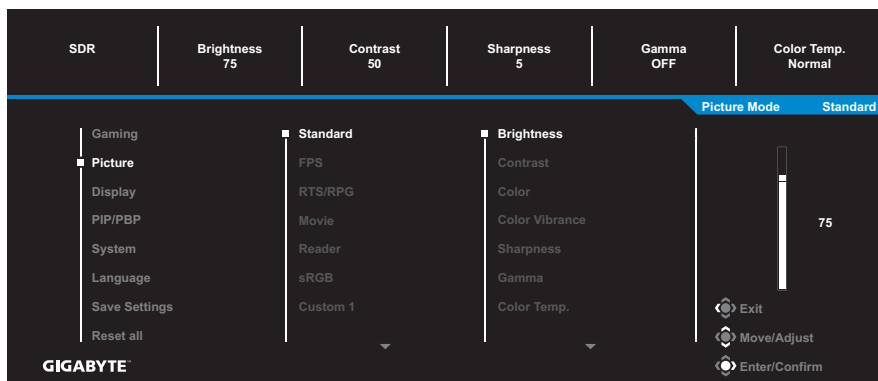 SDR
Brightness
75
Contrast
50
Sharpness
5
Gamma
OFF
Color Temp.
Normal
Picture Mode Standard
Gaming
Picture
Display
PIP/PBP
System
Language
Save Settings
Reset all
Standard
FPS
RTS/RPG
Movie
Reader
sRGB
Custom 1
Brightness
Contrast
Color
Color Vibrance
Sharpness
Gamma
Color Temp.
75
Exit
Move/Adjust
Enter/Confirm
GIGABYTE™